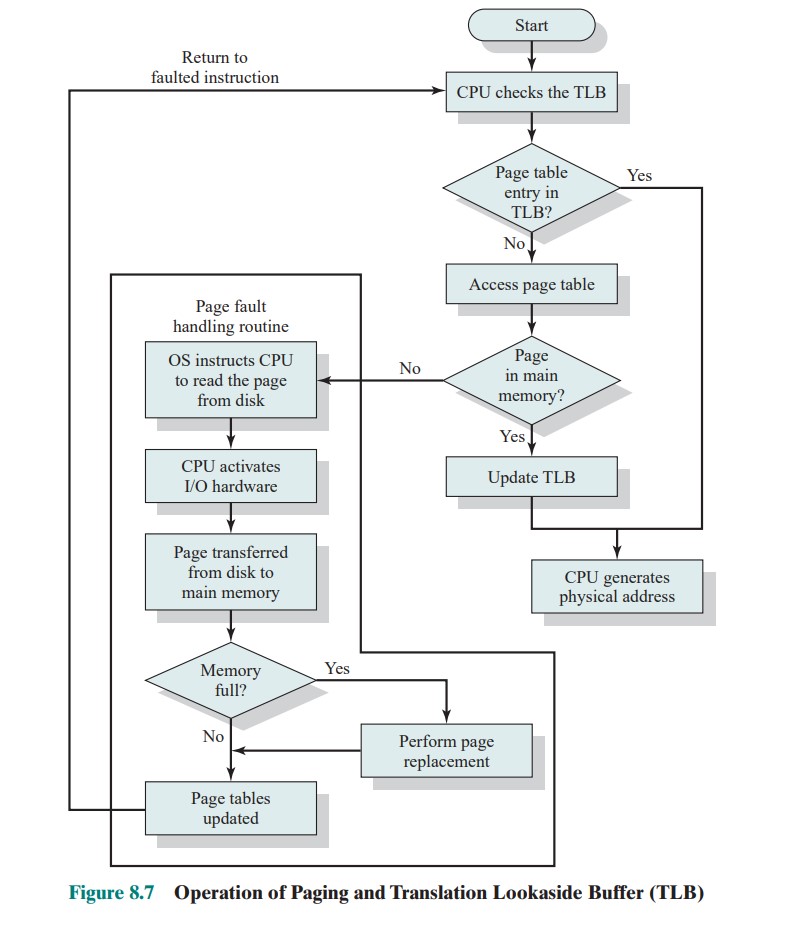 Start
Return to
faulted instruction
CPU checks the TLB
Page table
entry in
TLB?
Yes
No
Access page table
Page fault
handling routine
OS instructs CPU
to read the page
from disk
No
Page
in main
memory?
Yes
CPU activates
I/O hardware
Update TLB
Page transferred
from disk to
main memory
CPU generates
physical address
Memory
full?
Yes
No
Perform page
replacement
Page tables
updated
Figure 8.7 Operation of Paging and Translation Lookaside Buffer (TLB)